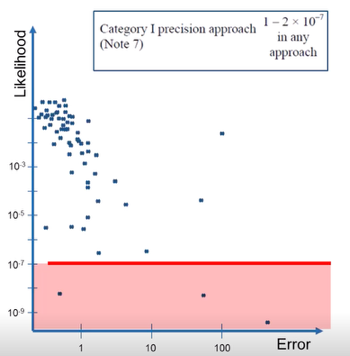 Category I precision approach
(Note 7)
1 – 2 × 10⁻⁷
in any
approach
Likelihood
10⁻³
10⁻⁵
10⁻⁷
10⁻⁹
1 10 100 Error